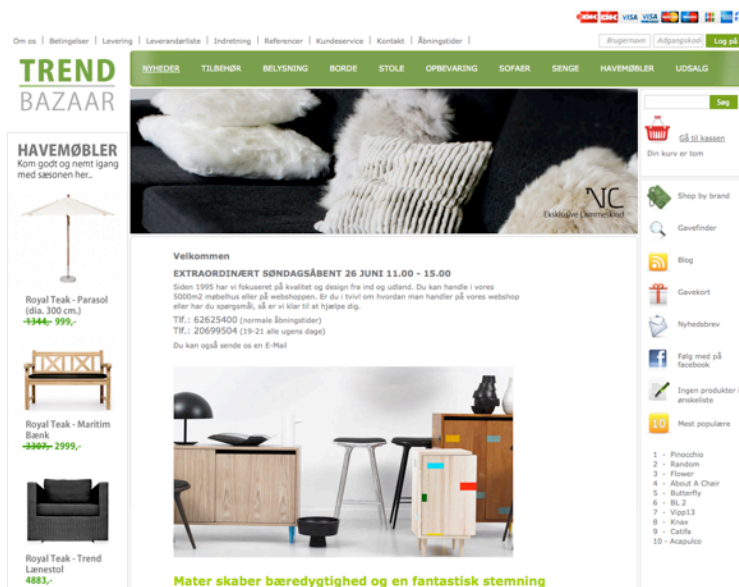 DK DK VISA VISA
Om os | Betingelser | Levering | Leverandørliste | Indretning | Referencer | Kundeservice | Kontakt | Åbningstider |
Brugernavn Adgangskode Log på
TREND
BAZAAR
NYHEDER TILBEHØR BELYSNING BORDE STOLE OPBEVARING SOFAER SENGE HAVEMØBLER UDSALG
Søg
Gå til kassen
Din kurv er tom
HAVEMØBLER
Kom godt og nemt igang
med sæsonen her..
Royal Teak - Parasol
(dia. 300 cm.)
1344,- 999,-
Royal Teak - Maritim
Bænk
3307,- 2999,-
Royal Teak - Trend
Lænestol
4883,-
NC
Eksklusive Lammeskind
Velkommen
EXTRAORDINÆRT SØNDAGSÅBENT 26 JUNI 11.00 - 15.00
Siden 1995 har vi fokuseret på kvalitet og design fra ind og udland. Du kan handle i vores
5000m2 møbelhus eller på webshoppen. Er du i tvivl om hvordan man handler på vores webshop
eller har du spørgsmål, så er vi klar til at hjælpe dig.
Tlf.: 62625400 (normale åbningstider)
Tlf.: 20699504 (19-21 alle ugens dage)
Du kan også sende os en E-Mail
Mater skaber bæredygtighed og en fantastisk stemning
Shop by brand
Gavefinder
Blog
Gavekort
Nyhedsbrev
Følg med på
facebook
Ingen produkter i
ønskeliste
10 Mest populære
1 - Pinocchio
2 - Random
3 - Flower
4 - About A Chair
5 - Butterfly
6 - BL 2
7 - Vipp13
8 - Knax
9 - Catifa
10 - Acapulco